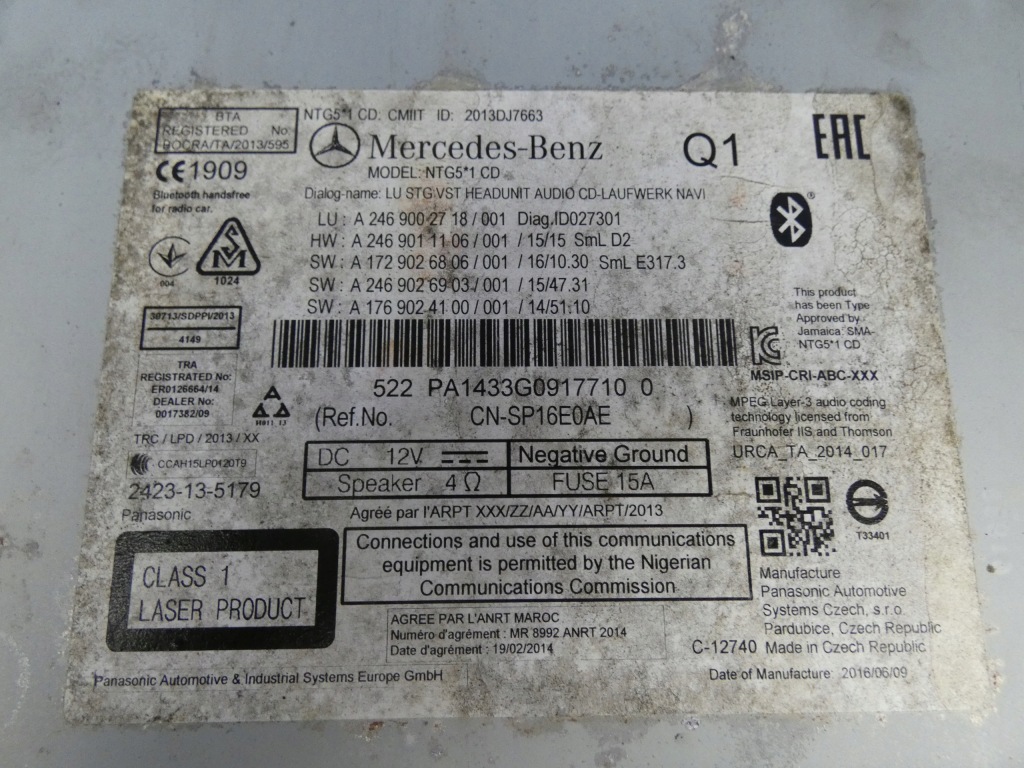 BTA
REGISTERED No:
BOCRA/TA/2013/595
NTG5*1 CD: CMIIT ID: 2013DJ7663
Mercedes-Benz
Q1
EAC
MODEL: NTG5*1 CD
Dialog-name: LU STG;VST HEADUNIT AUDIO CD-LAUFWERK NAVI
CE1909
Bluetooth handsfree
for radio car.
LU : A 246 900 27 18 / 001 Diag.ID027301
HW : A 246 901 11 06 / 001 / 15/15 SmL D2
SW : A 172 902 68 06 / 001 / 16/10.30 SmL E317.3
SW : A 246 902 69 03 / 001 / 15/47.31
SW : A 176 902 41 00 / 001 / 14/51.10
004
1024
30713/SDPPI/2013
4149
This product
has been Type
Approved by
Jamaica: SMA-
NTG5*1 CD
MSIP-CRI-ABC-XXX
TRA
REGISTRATED No:
ER0126664/14
DEALER No:
0017382/09
H011 13
522 PA1433G0917710 0
(Ref.No. CN-SP16E0AE )
MPEG Layer-3 audio coding
technology licensed from
Fraunhofer IIS and Thomson
URCA_TA_2014_017
TRC / LPD / 2013 / XX
CCAH15LP0120T9
2423-13-5179
Panasonic
DC 12V Negative Ground
Speaker 4 Ω FUSE 15A
Agréé par l'ARPT XXX/ZZ/AA/YY/ARPT/2013
T33401
CLASS 1
LASER PRODUCT
Connections and use of this communications
equipment is permitted by the Nigerian
Communications Commission
AGREE PAR L'ANRT MAROC
Numéro d'agrément : MR 8992 ANRT 2014
Date d'agrément : 19/02/2014
Manufacture
Panasonic Automotive
Systems Czech, s.r.o.
Pardubice, Czech Republic
C-12740 Made in Czech Republic
Panasonic Automotive & Industrial Systems Europe GmbH
Date of Manufacture: 2016/06/09